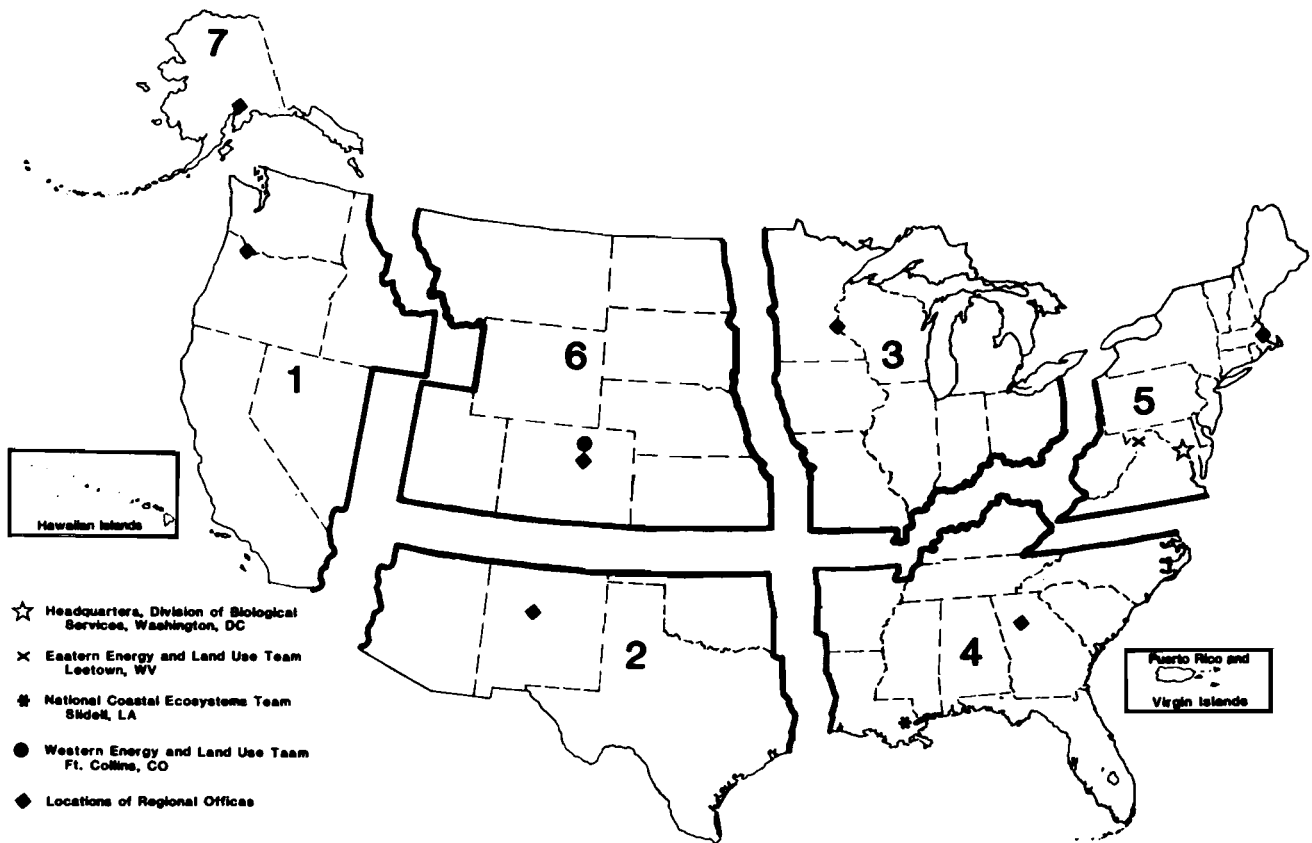 7
1
6
3
5
2
4
Hawaiian Islands
Puerto Rico and
Virgin Islands
Headquarters, Division of Biological
Services, Washington, DC
Eastern Energy and Land Use Team
Leetown, WV
National Coastal Ecosystems Team
Slidell, LA
Western Energy and Land Use Team
Ft. Collins, CO
Locations of Regional Offices